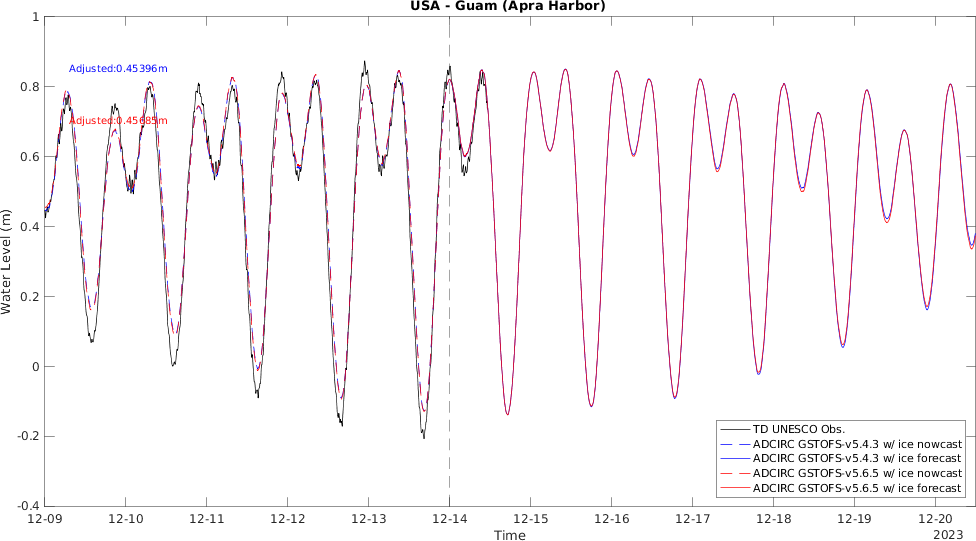 USA - Guam (Apra Harbor)
1
Adjusted:0.45396m
0.8
Adjusted:0.45685m
0.6
0.4
0.2
0
-0.2
-0.4
Water Level (m)
TD UNESCO Obs.
ADCIRC GSTOFS-v5.4.3 w/ ice nowcast
ADCIRC GSTOFS-v5.4.3 w/ ice forecast
ADCIRC GSTOFS-v5.6.5 w/ ice nowcast
ADCIRC GSTOFS-v5.6.5 w/ ice forecast
12-09 12-10 12-11 12-12 12-13 12-14 12-15 12-16 12-17 12-18 12-19 12-20
Time
2023